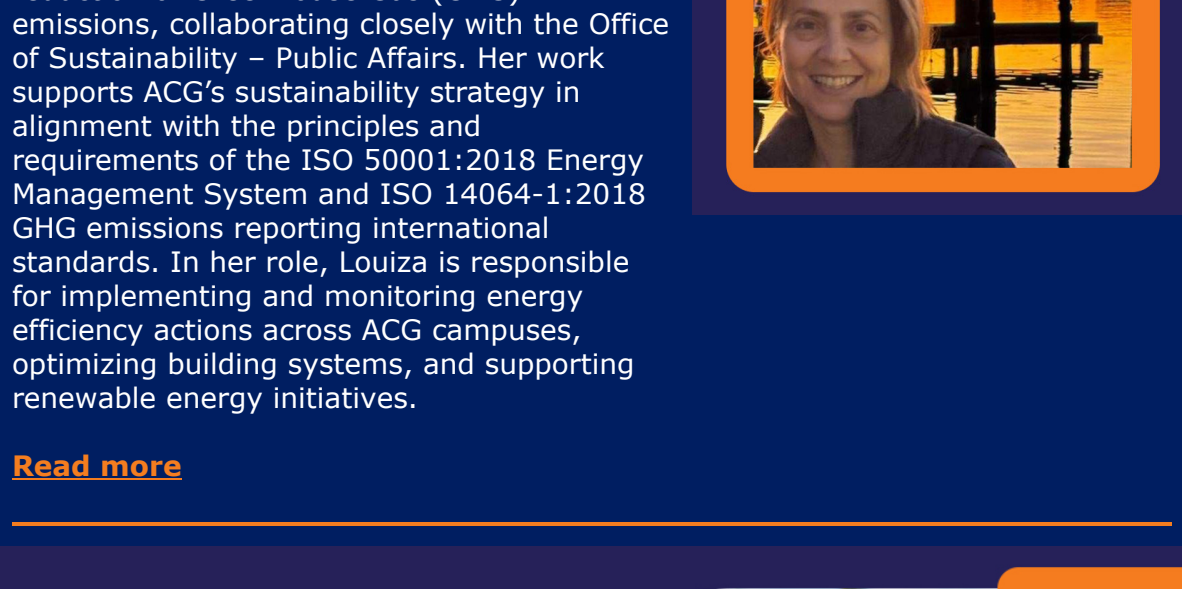 emissions, collaborating closely with the Office
of Sustainability – Public Affairs. Her work
supports ACG’s sustainability strategy in
alignment with the principles and
requirements of the ISO 50001:2018 Energy
Management System and ISO 14064-1:2018
GHG emissions reporting international
standards. In her role, Louiza is responsible
for implementing and monitoring energy
efficiency actions across ACG campuses,
optimizing building systems, and supporting
renewable energy initiatives.
Read more